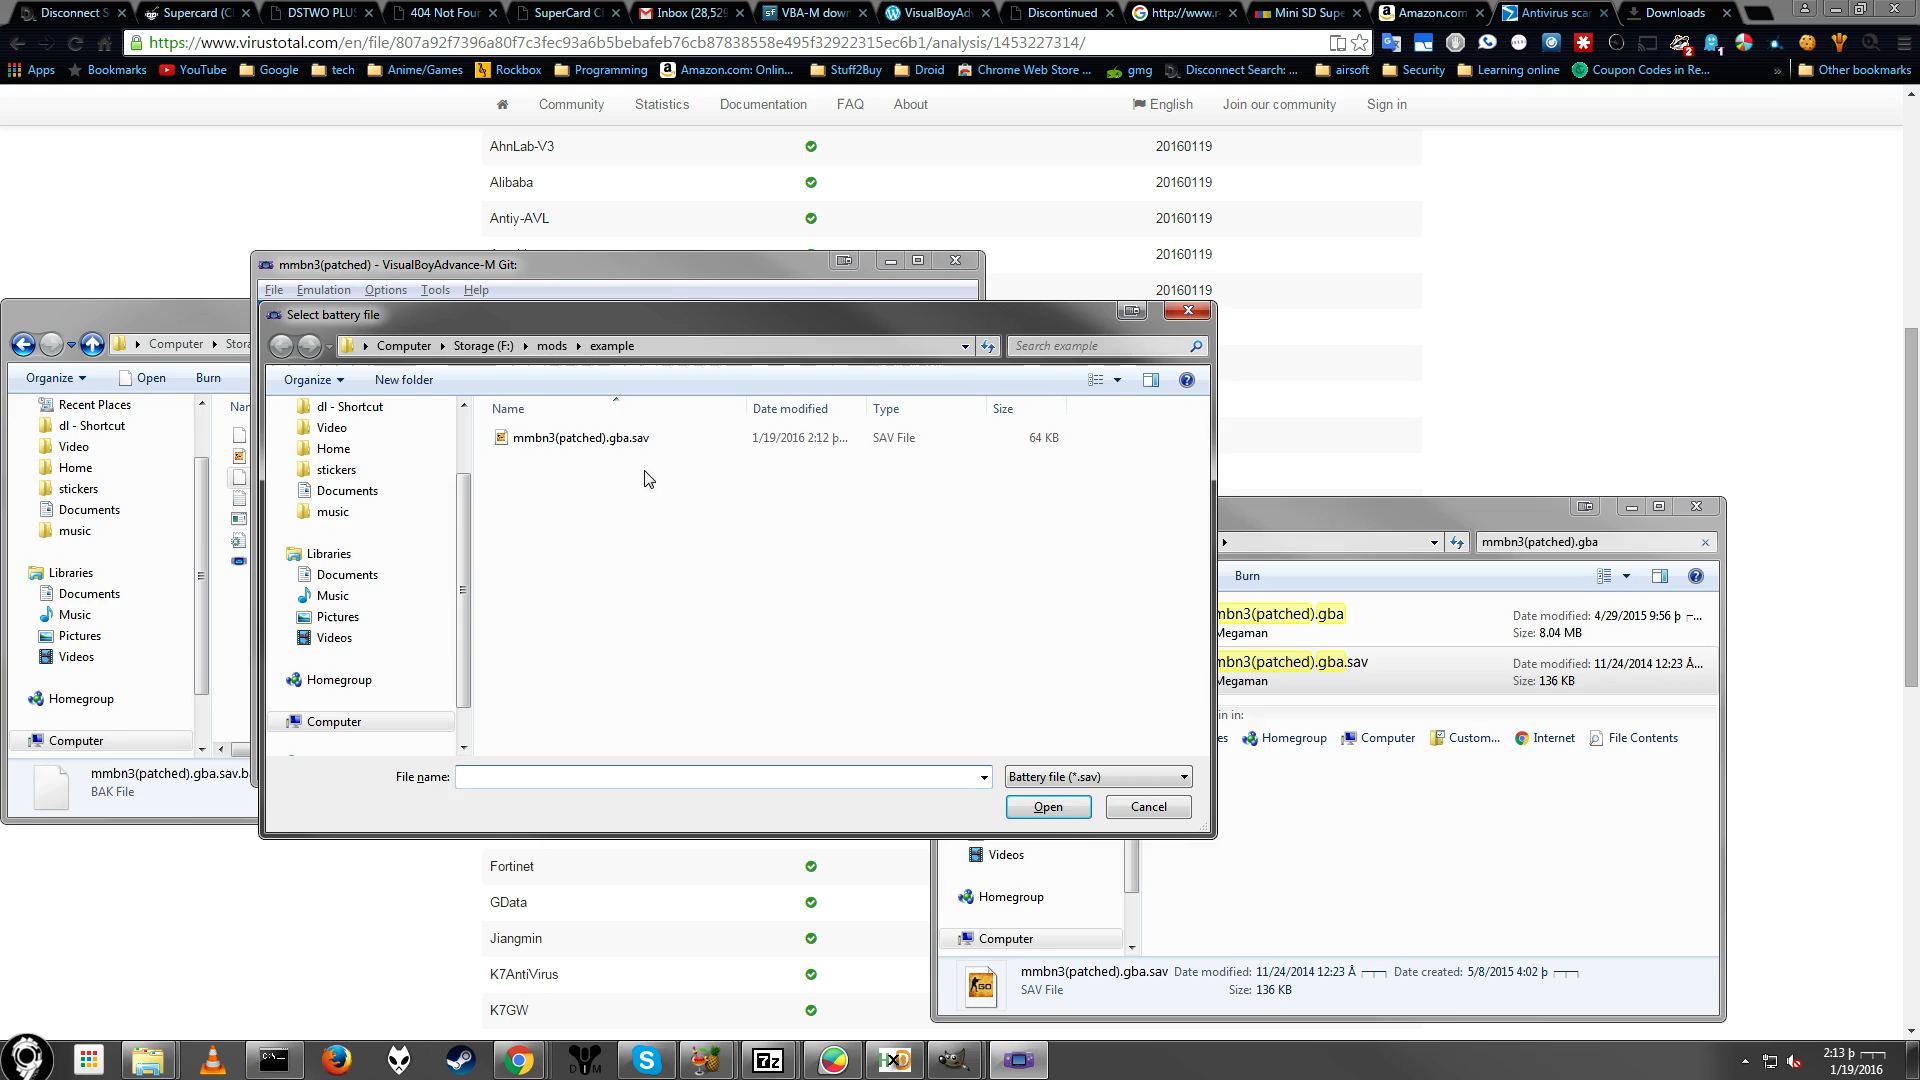 Disconnect S
Supercard (C
DSTWO PLU
404 Not Foun
SuperCard C
Inbox (28,529
VBA-M down
VisualBoyAdv
Discontinued
http://www.r
Mini SD Supe
Amazon.com
Antivirus scan
Downloads
https://www.virustotal.com/en/file/807a92f7396a80f7c3fec93a6b5bebafeb76cb87838558e495f32922315ec6b1/analysis/1453227314/
Apps
Bookmarks
YouTube
Google
tech
Anime/Games
Rockbox
Programming
Amazon.com: Onlin...
Stuff2Buy
Droid
Chrome Web Store ...
gmg
Disconnect Search: ...
airsoft
Security
Learning online
Coupon Codes in Re...
»
Other bookmarks
Community
Statistics
Documentation
FAQ
About
English
Join our community
Sign in
AhnLab-V3 20160119
Alibaba 20160119
Antiy-AVL 20160119
20160119
20160119
mmbn3(patched) - VisualBoyAdvance-M Git:
File Emulation Options Tools Help
Select battery file
Computer Storage (F:) mods example
Search example
Organize New folder
Name Date modified Type Size
mmbn3(patched).gba.sav 1/19/2016 2:12 þ... SAV File 64 KB
dl - Shortcut
Video
Home
stickers
Documents
music
Libraries
Documents
Music
Pictures
Videos
Homegroup
Computer
File name:
Battery file (*.sav)
Open
Cancel
Computer Stora
Organize Open Burn
Nan
Recent Places
dl - Shortcut
Video
Home
stickers
Documents
music
Libraries
Documents
Music
Pictures
Videos
Homegroup
Computer
mmbn3(patched).gba.sav.b
BAK File
mmbn3(patched).gba
Burn
mbn3(patched).gba
Megaman
Date modified: 4/29/2015 9:56 þ ┌─...
Size: 8.04 MB
mbn3(patched).gba.sav
Megaman
Date modified: 11/24/2014 12:23 Å...
Size: 136 KB
in in:
es
Homegroup
Computer
Custom...
Internet
File Contents
Videos
Homegroup
Computer
mmbn3(patched).gba.sav Date modified: 11/24/2014 12:23 Å ┌─┬─┐ Date created: 5/8/2015 4:02 þ ┌─┬─┐
SAV File Size: 136 KB
Fortinet
GData
Jiangmin
K7AntiVirus
K7GW
2:13 þ ┌─┬─┐
1/19/2016